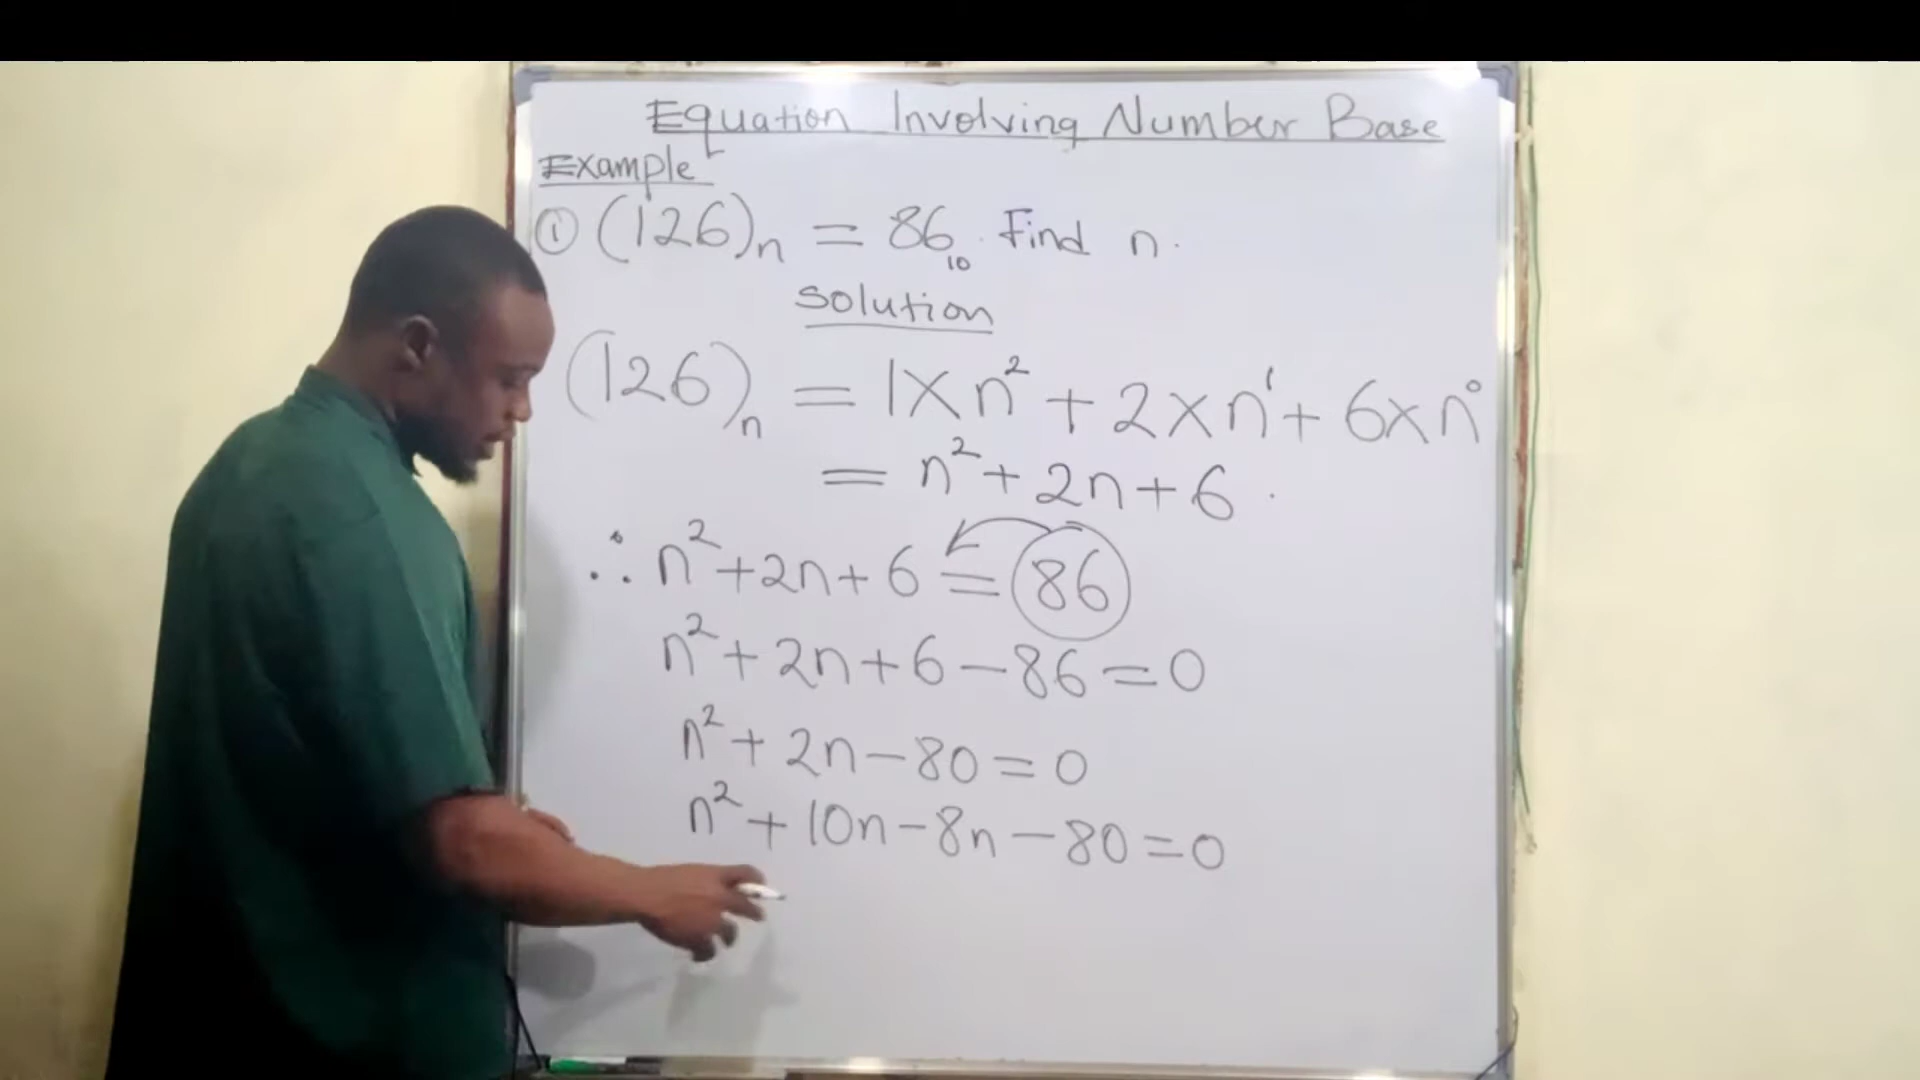 Equation Involving Number Base
Example
① (126)ₙ = 86₁₀. Find n.
Solution
(126)ₙ = 1×n² + 2×n¹ + 6×n⁰
= n² + 2n + 6.
∴ n² + 2n + 6 = 86
n² + 2n + 6 − 86 = 0
n² + 2n − 80 = 0
n² + 10n − 8n − 80 = 0